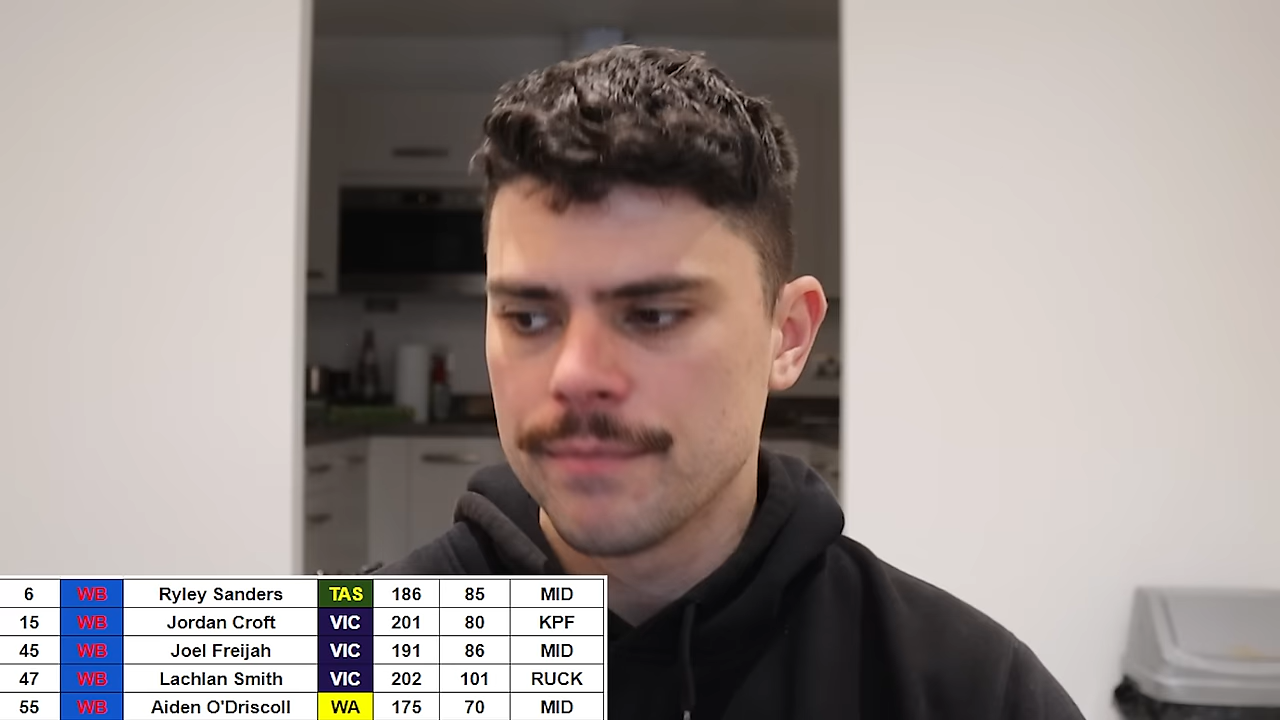 6 WB Ryley Sanders TAS 186 85 MID
15 WB Jordan Croft VIC 201 80 KPF
45 WB Joel Freijah VIC 191 86 MID
47 WB Lachlan Smith VIC 202 101 RUCK
55 WB Aiden O'Driscoll WA 175 70 MID